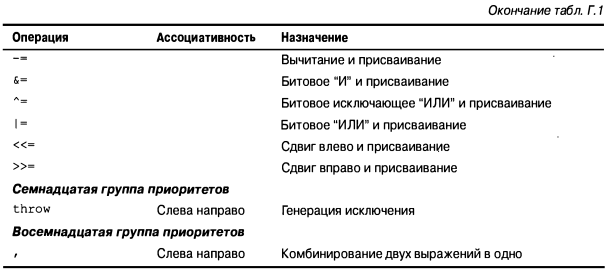 Окончание табл. Г.1
Операция Ассоциативность Назначение
-= Вычитание и присваивание
&= Битовое “И” и присваивание
^= Битовое исключающее “ИЛИ” и присваивание
|= Битовое “ИЛИ” и присваивание
<<= Сдвиг влево и присваивание
>>= Сдвиг вправо и присваивание
Семнадцатая группа приоритетов
throw Слева направо Генерация исключения
Восемнадцатая группа приоритетов
, Слева направо Комбинирование двух выражений в одно